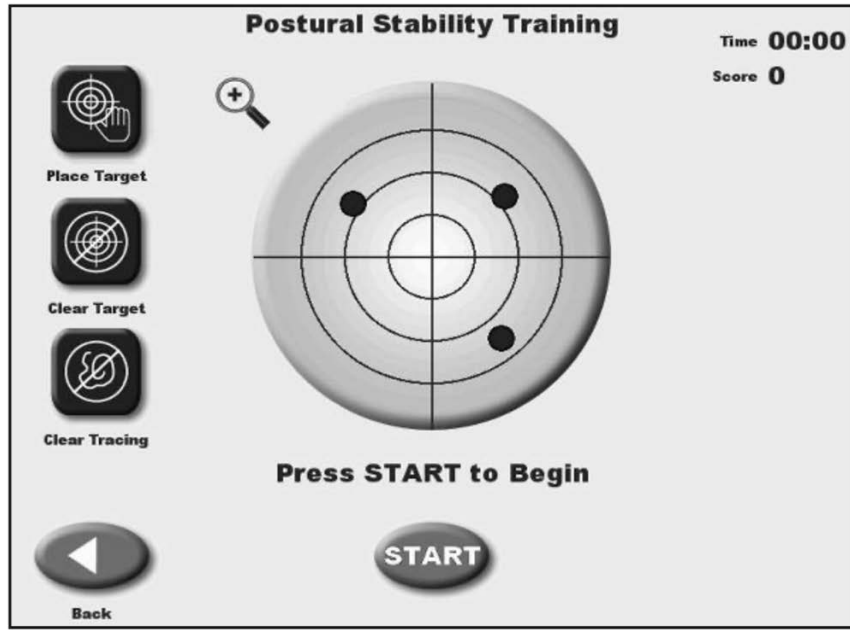 Postural Stability Training
Time 00:00
Score 0
Place Target
Clear Target
Clear Tracing
Press START to Begin
START
Back